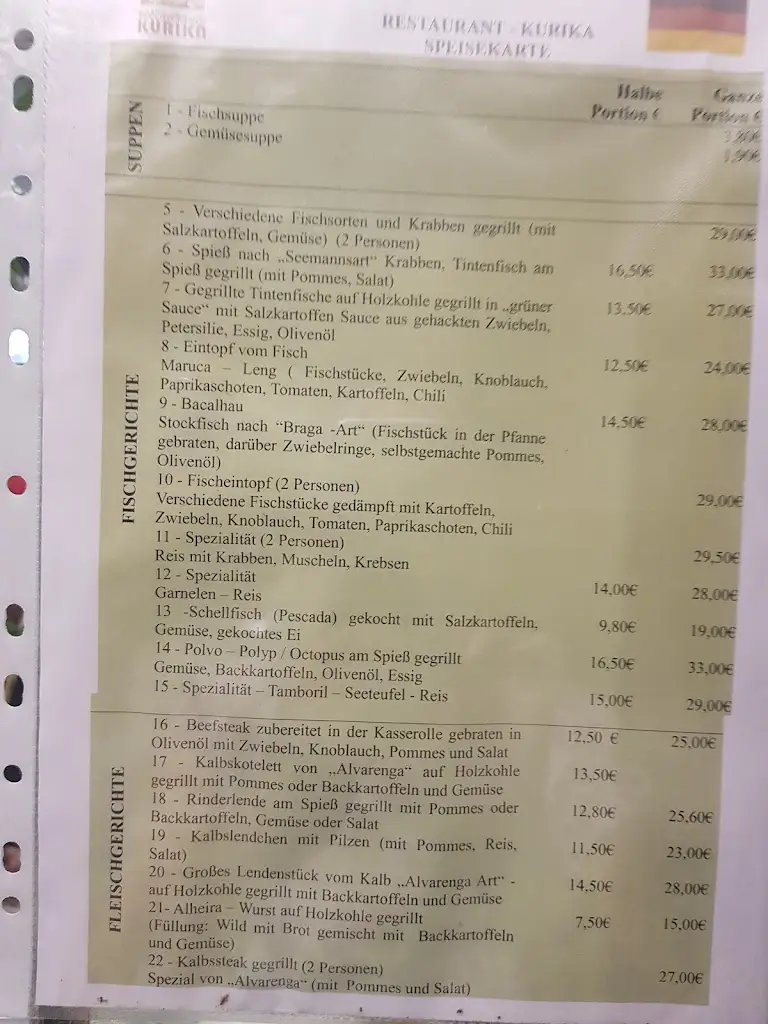 KURIKA
RESTAURANT - KURIKA
SPEISEKARTE
Halbe Portion €
Ganze Portion €
SUPPEN
1 - Fischsuppe 3,80€
2 - Gemüsesuppe 1,90€
FISCHGERICHTE
5 - Verschiedene Fischsorten und Krabben gegrillt (mit
Salzkartoffeln, Gemüse) (2 Personen) 29,00€
6 - Spieß nach „Seemannsart“ Krabben, Tintenfisch am
Spieß gegrillt (mit Pommes, Salat) 16,50€ 33,00€
7 - Gegrillte Tintenfische auf Holzkohle gegrillt in „grüner
Sauce“ mit Salzkartoffen Sauce aus gehackten Zwiebeln, 13,50€ 27,00€
Petersilie, Essig, Olivenöl
8 - Eintopf vom Fisch
Maruca – Leng ( Fischstücke, Zwiebeln, Knoblauch, 12,50€ 24,00€
Paprikaschoten, Tomaten, Kartoffeln, Chili
9 - Bacalhau
Stockfisch nach “Braga -Art“ (Fischstück in der Pfanne 14,50€ 28,00€
gebraten, darüber Zwiebelringe, selbstgemachte Pommes,
Olivenöl)
10 - Fischeintopf (2 Personen)
Verschiedene Fischstücke gedämpft mit Kartoffeln, 29,00€
Zwiebeln, Knoblauch, Tomaten, Paprikaschoten, Chili
11 - Spezialität (2 Personen)
Reis mit Krabben, Muscheln, Krebsen 29,50€
12 - Spezialität
Garnelen – Reis 14,00€ 28,00€
13 -Schellfisch (Pescada) gekocht mit Salzkartoffeln,
Gemüse, gekochtes Ei 9,80€ 19,00€
14 - Polvo – Polyp / Octopus am Spieß gegrillt
Gemüse, Backkartoffeln, Olivenöl, Essig 16,50€ 33,00€
15 - Spezialität – Tamboril – Seeteufel - Reis 15,00€ 29,00€
FLEISCHGERICHTE
16 - Beefsteak zubereitet in der Kasserolle gebraten in 12,50 € 25,00€
Olivenöl mit Zwiebeln, Knoblauch, Pommes und Salat
17 - Kalbskotelett von „Alvarenga“ auf Holzkohle 13,50€
gegrillt mit Pommes oder Backkartoffeln und Gemüse
18 - Rinderlende am Spieß gegrillt mit Pommes oder 12,80€ 25,60€
Backkartoffeln, Gemüse oder Salat
19 - Kalbslendchen mit Pilzen (mit Pommes, Reis, 11,50€ 23,00€
Salat)
20 - Großes Lendenstück vom Kalb „Alvarenga Art“ - 14,50€ 28,00€
auf Holzkohle gegrillt mit Backkartoffeln und Gemüse
21- Alheira – Wurst auf Holzkohle gegrillt 7,50€ 15,00€
(Füllung: Wild mit Brot gemischt mit Backkartoffeln
und Gemüse)
22 - Kalbssteak gegrillt (2 Personen) 27,00€
Spezial von „Alvarenga“ (mit Pommes und Salat)